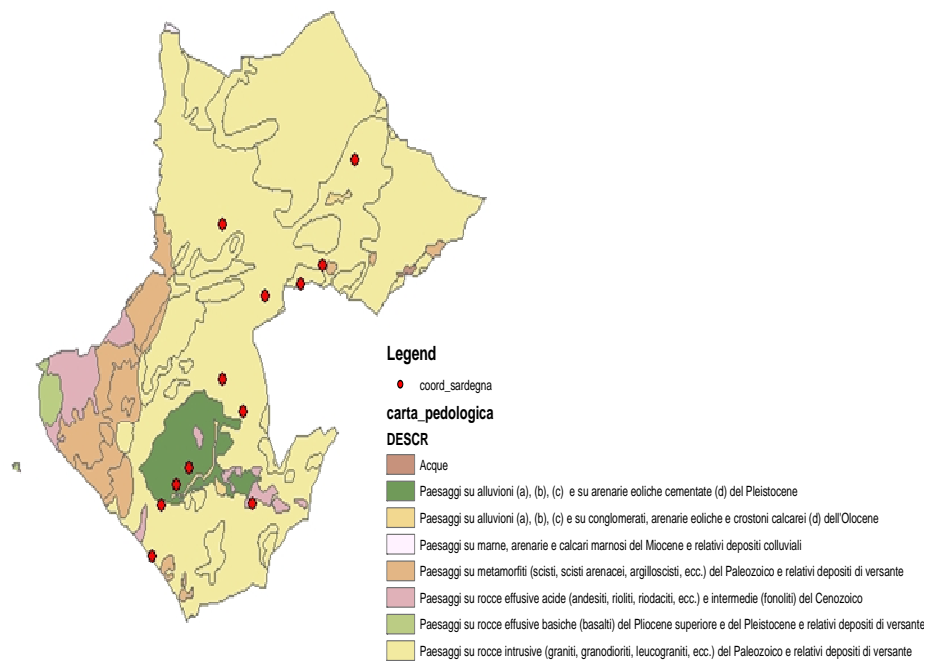 Legend
coord_sardegna
carta_pedologica
DESCR
Acque
Paesaggi su alluvioni (a), (b), (c) e su arenarie eoliche cementate (d) del Pleistocene
Paesaggi su alluvioni (a), (b), (c) e su conglomerati, arenarie eoliche e crostoni calcarei (d) dell'Olocene
Paesaggi su marne, arenarie e calcari marnosi del Miocene e relativi depositi colluviali
Paesaggi su metamorfiti (scisti, scisti arenacei, argilloscisti, ecc.) del Paleozoico e relativi depositi di versante
Paesaggi su rocce effusive acide (andesiti, rioliti, riodaciti, ecc.) e intermedie (fonoliti) del Cenozoico
Paesaggi su rocce effusive basiche (basalti) del Pliocene superiore e del Pleistocene e relativi depositi di versante
Paesaggi su rocce intrusive (graniti, granodioriti, leucograniti, ecc.) del Paleozoico e relativi depositi di versante